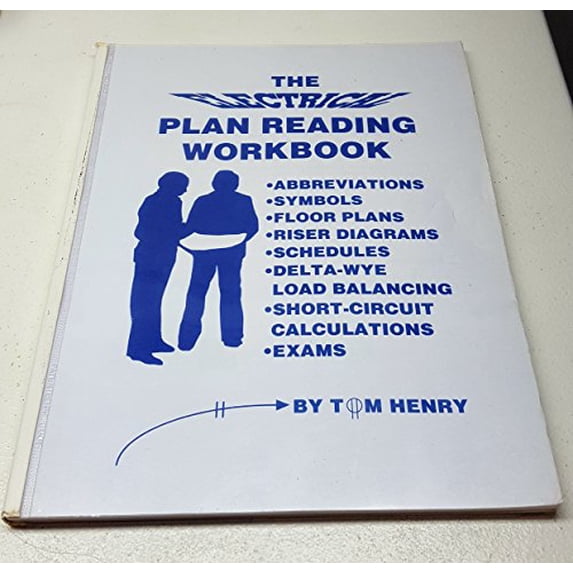 THE
ELECTRICAL
PLAN READING
WORKBOOK
•ABBREVIATIONS
•SYMBOLS
•FLOOR PLANS
•RISER DIAGRAMS
•SCHEDULES
•DELTA-WYE
LOAD BALANCING
•SHORT-CIRCUIT
CALCULATIONS
•EXAMS
BY TOM HENRY